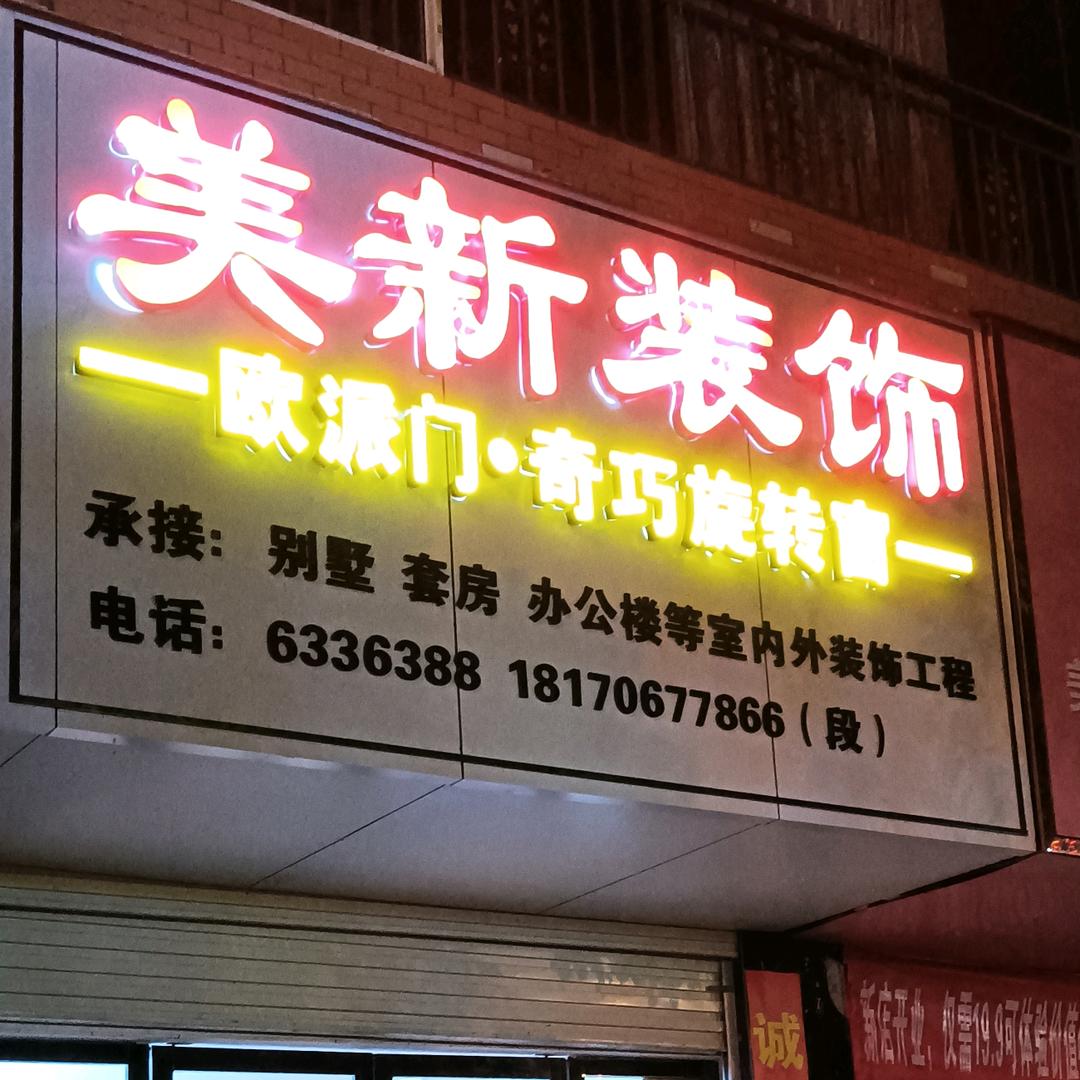 美新装饰
欧派门·奇巧旋转窗
承接: 别墅 套房 办公楼等室内外装饰工程
电话: 6336388 18170677866(段)
诚
新店开业、仅需19.9可体验价值